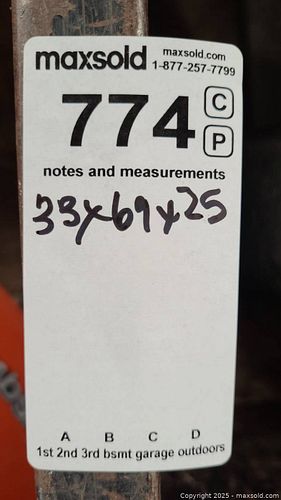 maxsold maxsold.com
1-877-257-7799
774 C
P
notes and measurements
33x69x25
A B C D
1st 2nd 3rd bsmt garage outdoors
Copyright 2025 - maxsold.com